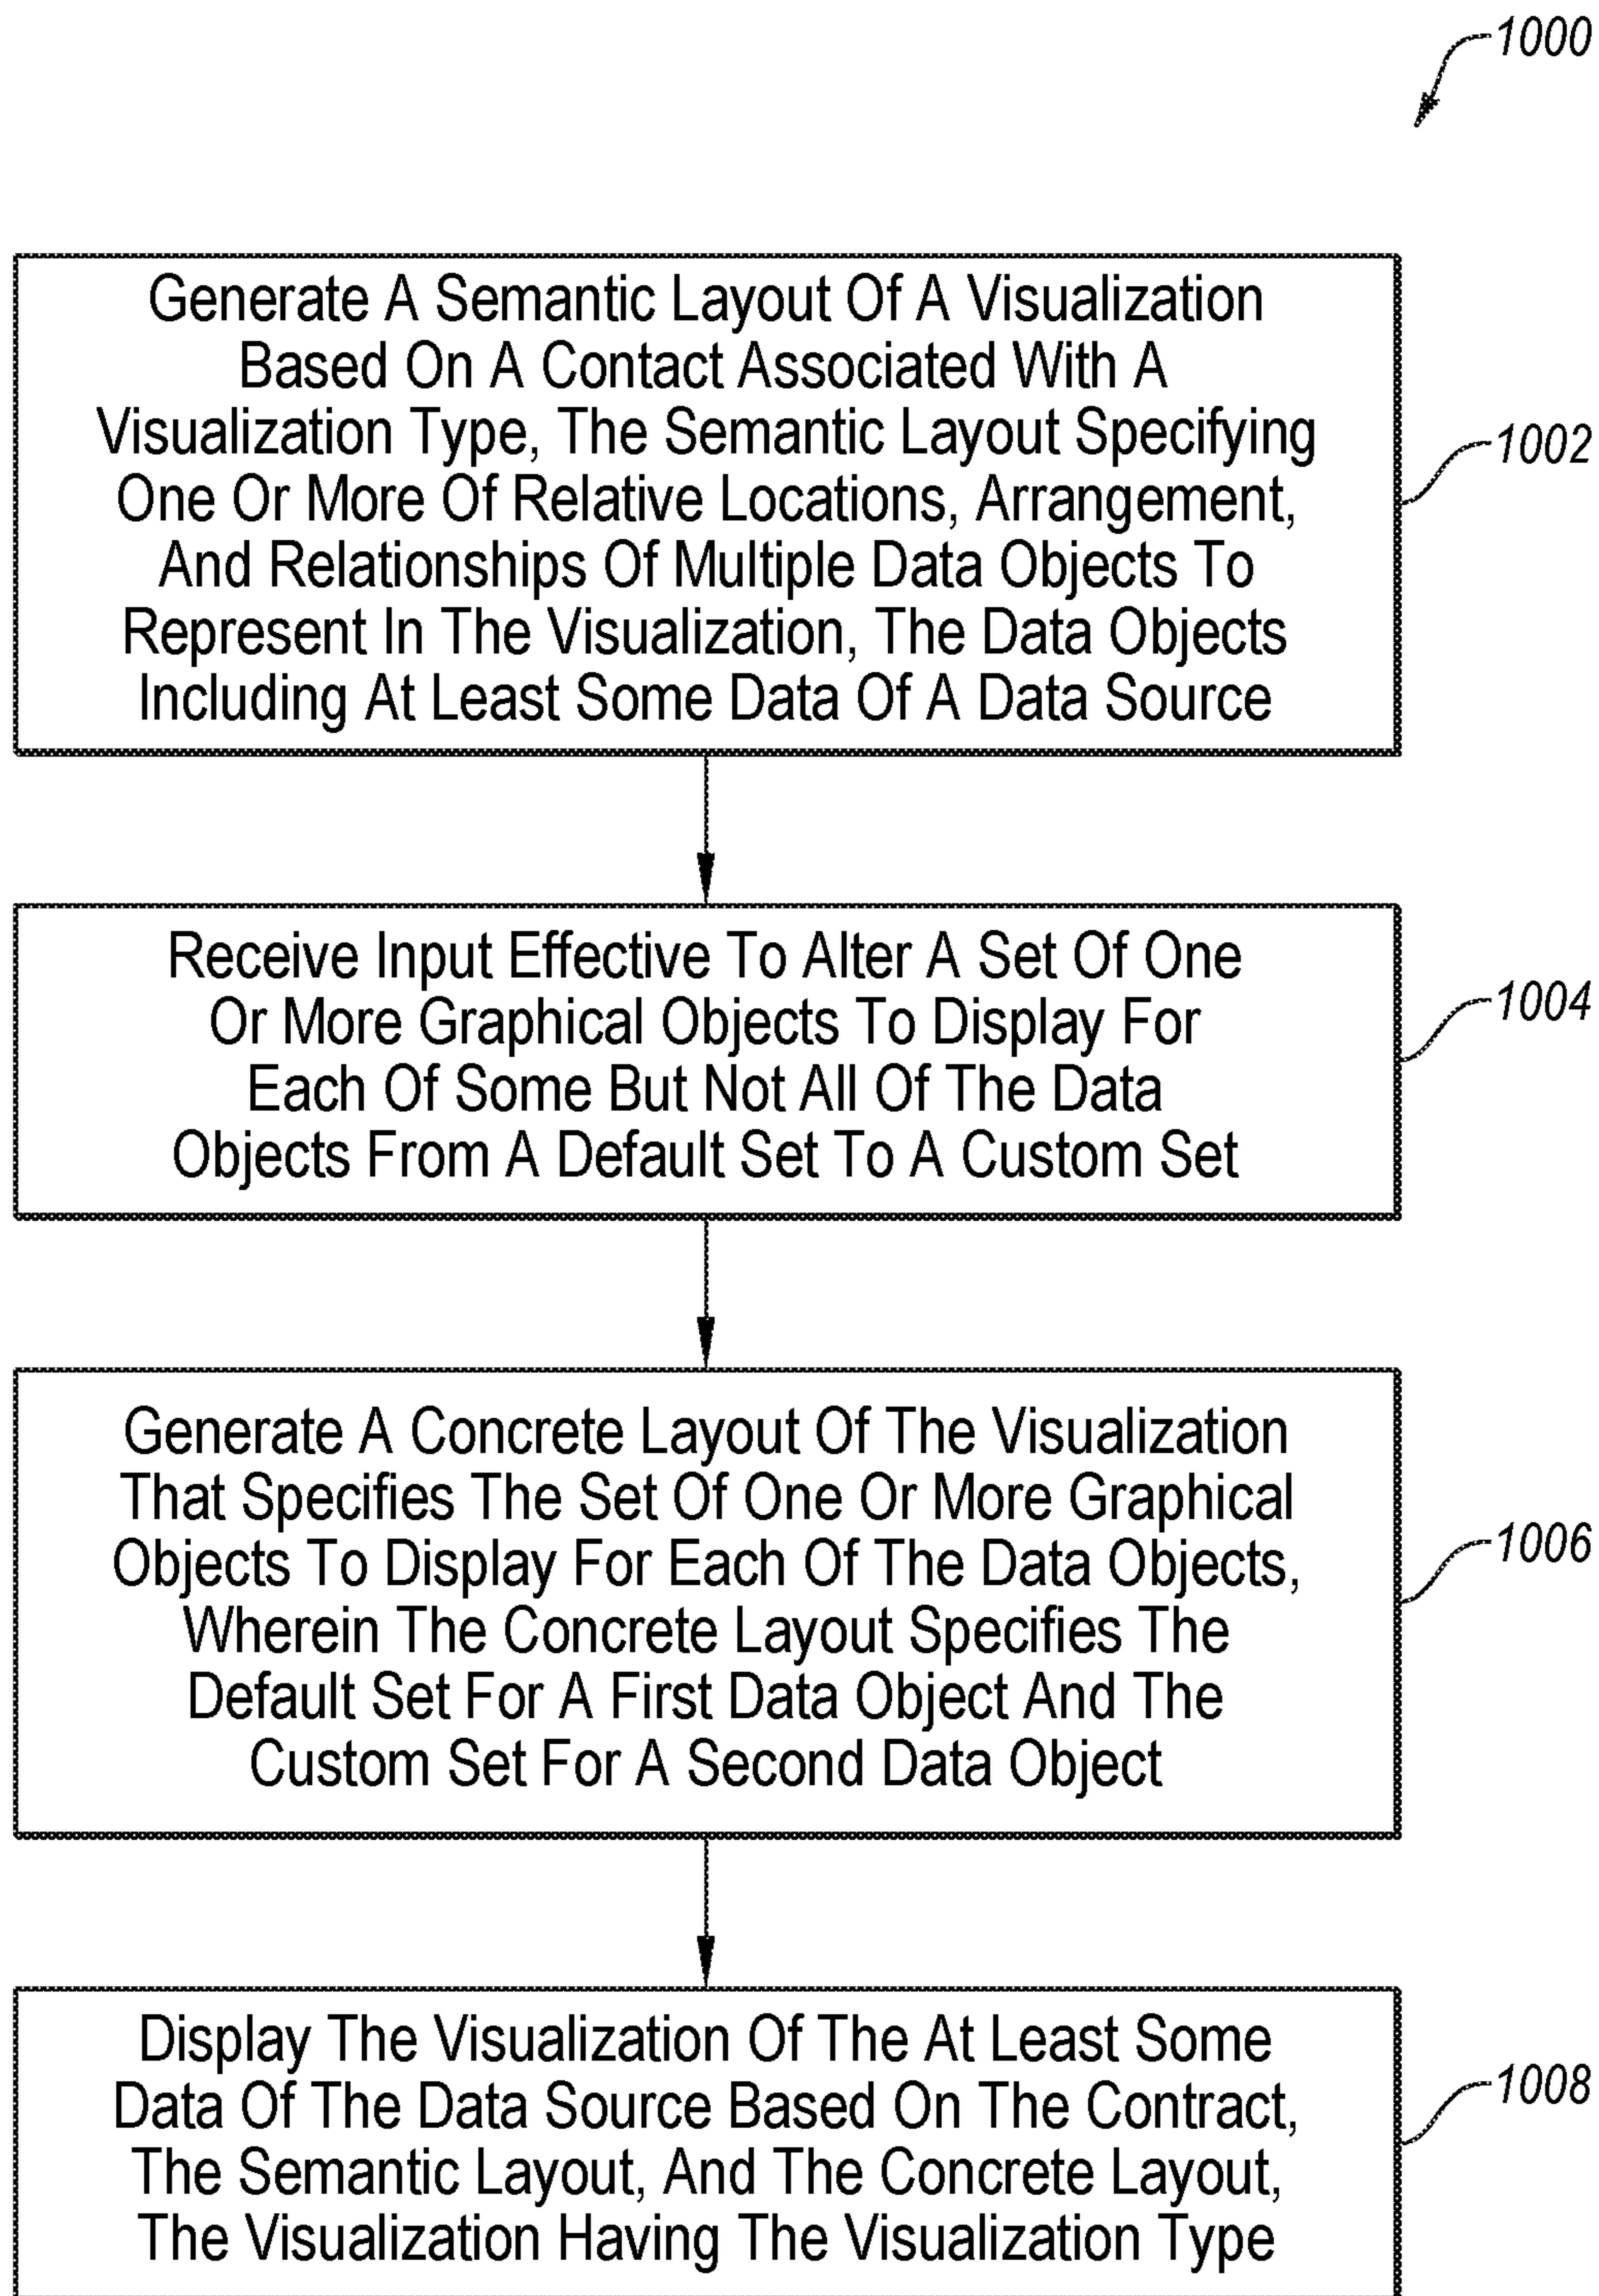 1000
Generate A Semantic Layout Of A Visualization
Based On A Contact Associated With A
Visualization Type, The Semantic Layout Specifying
One Or More Of Relative Locations, Arrangement,
And Relationships Of Multiple Data Objects To
Represent In The Visualization, The Data Objects
Including At Least Some Data Of A Data Source
1002
Receive Input Effective To Alter A Set Of One
Or More Graphical Objects To Display For
Each Of Some But Not All Of The Data
Objects From A Default Set To A Custom Set
1004
Generate A Concrete Layout Of The Visualization
That Specifies The Set Of One Or More Graphical
Objects To Display For Each Of The Data Objects,
Wherein The Concrete Layout Specifies The
Default Set For A First Data Object And The
Custom Set For A Second Data Object
1006
Display The Visualization Of The At Least Some
Data Of The Data Source Based On The Contract,
The Semantic Layout, And The Concrete Layout,
The Visualization Having The Visualization Type
1008